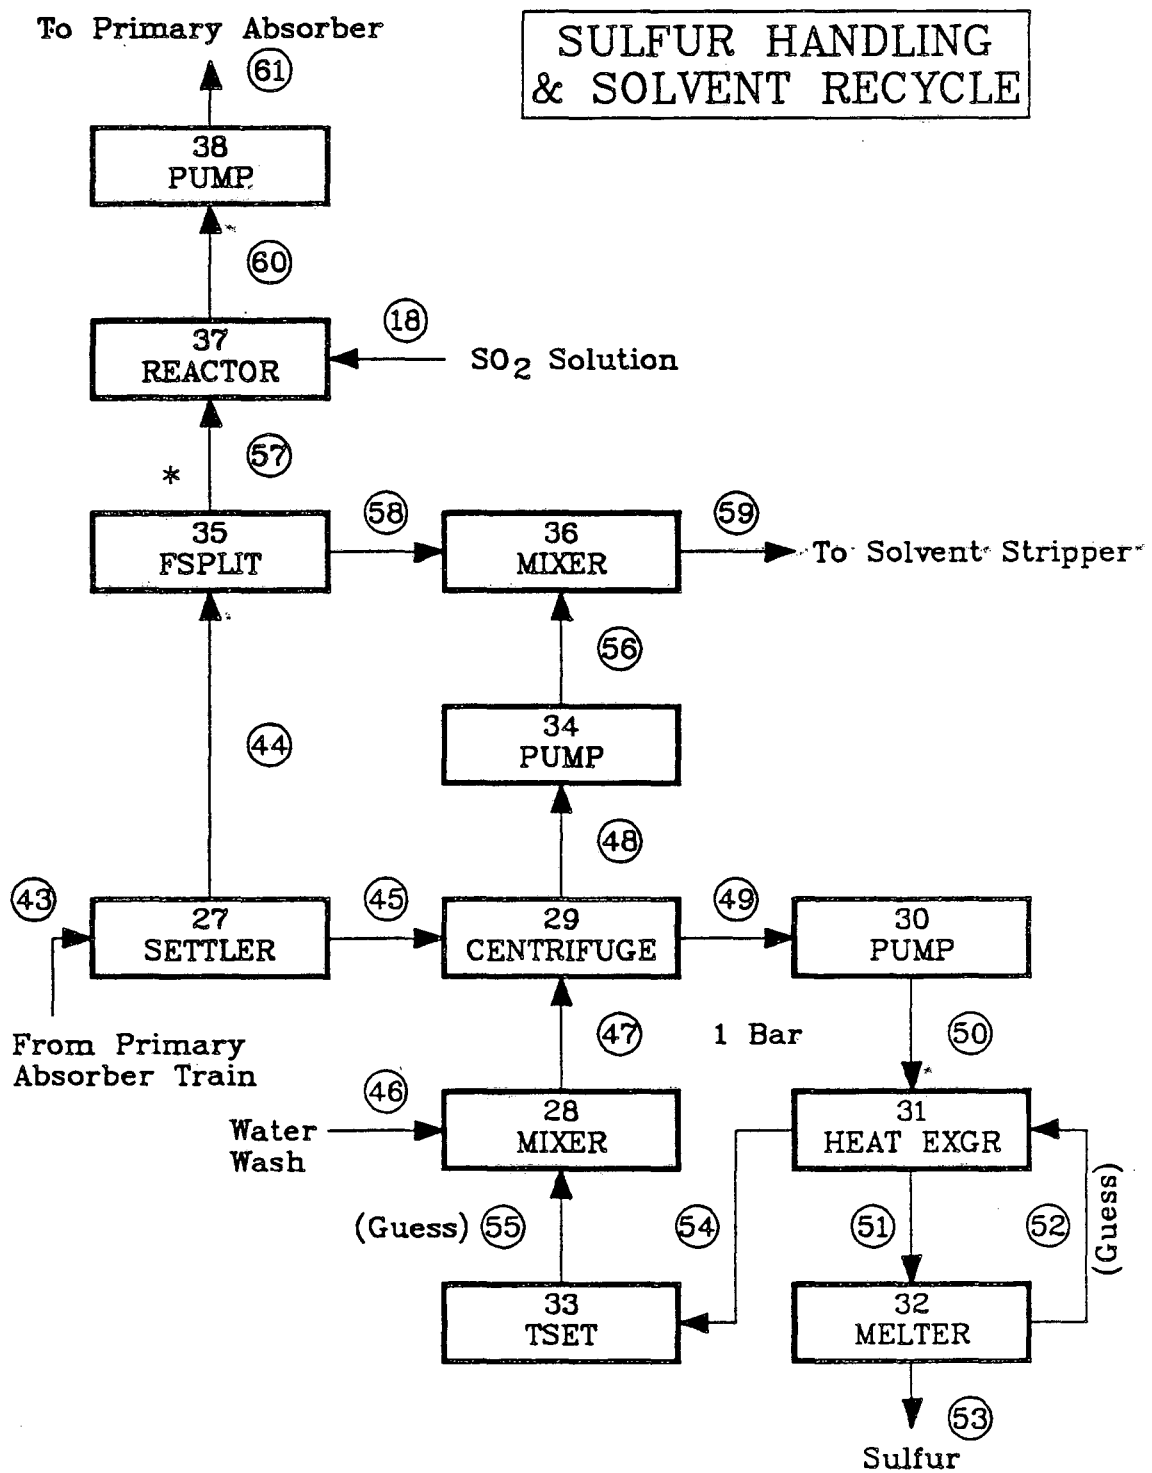 To Primary Absorber
61
SULFUR HANDLING
& SOLVENT RECYCLE
38
PUMP
60
18
37
REACTOR
SO2 Solution
57
*
58
59
35
FSPLIT
36
MIXER
To Solvent Stripper
56
34
PUMP
44
48
43
45
49
27
SETTLER
29
CENTRIFUGE
30
PUMP
From Primary
Absorber Train
47
1 Bar
50
46
Water
Wash
28
MIXER
31
HEAT EXGR
(Guess)
55
54
51
52
(Guess)
33
TSET
32
MELTER
53
Sulfur